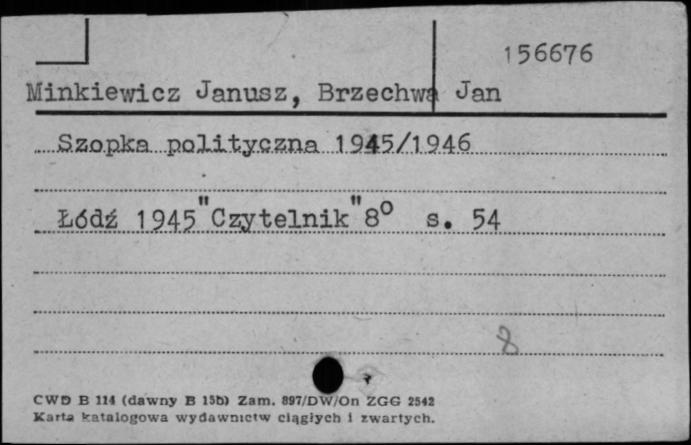 156676
Minkiewicz Janusz, Brzechwa Jan
Szopka polityczna 1945/1946
Łódź 1945 "Czytelnik" 8° s. 54
8
CWD B 114 (dawny B 15b) Zam. 897/DW/On ZGG 2542
Karta katalogowa wydawnictw ciągłych i zwartych.